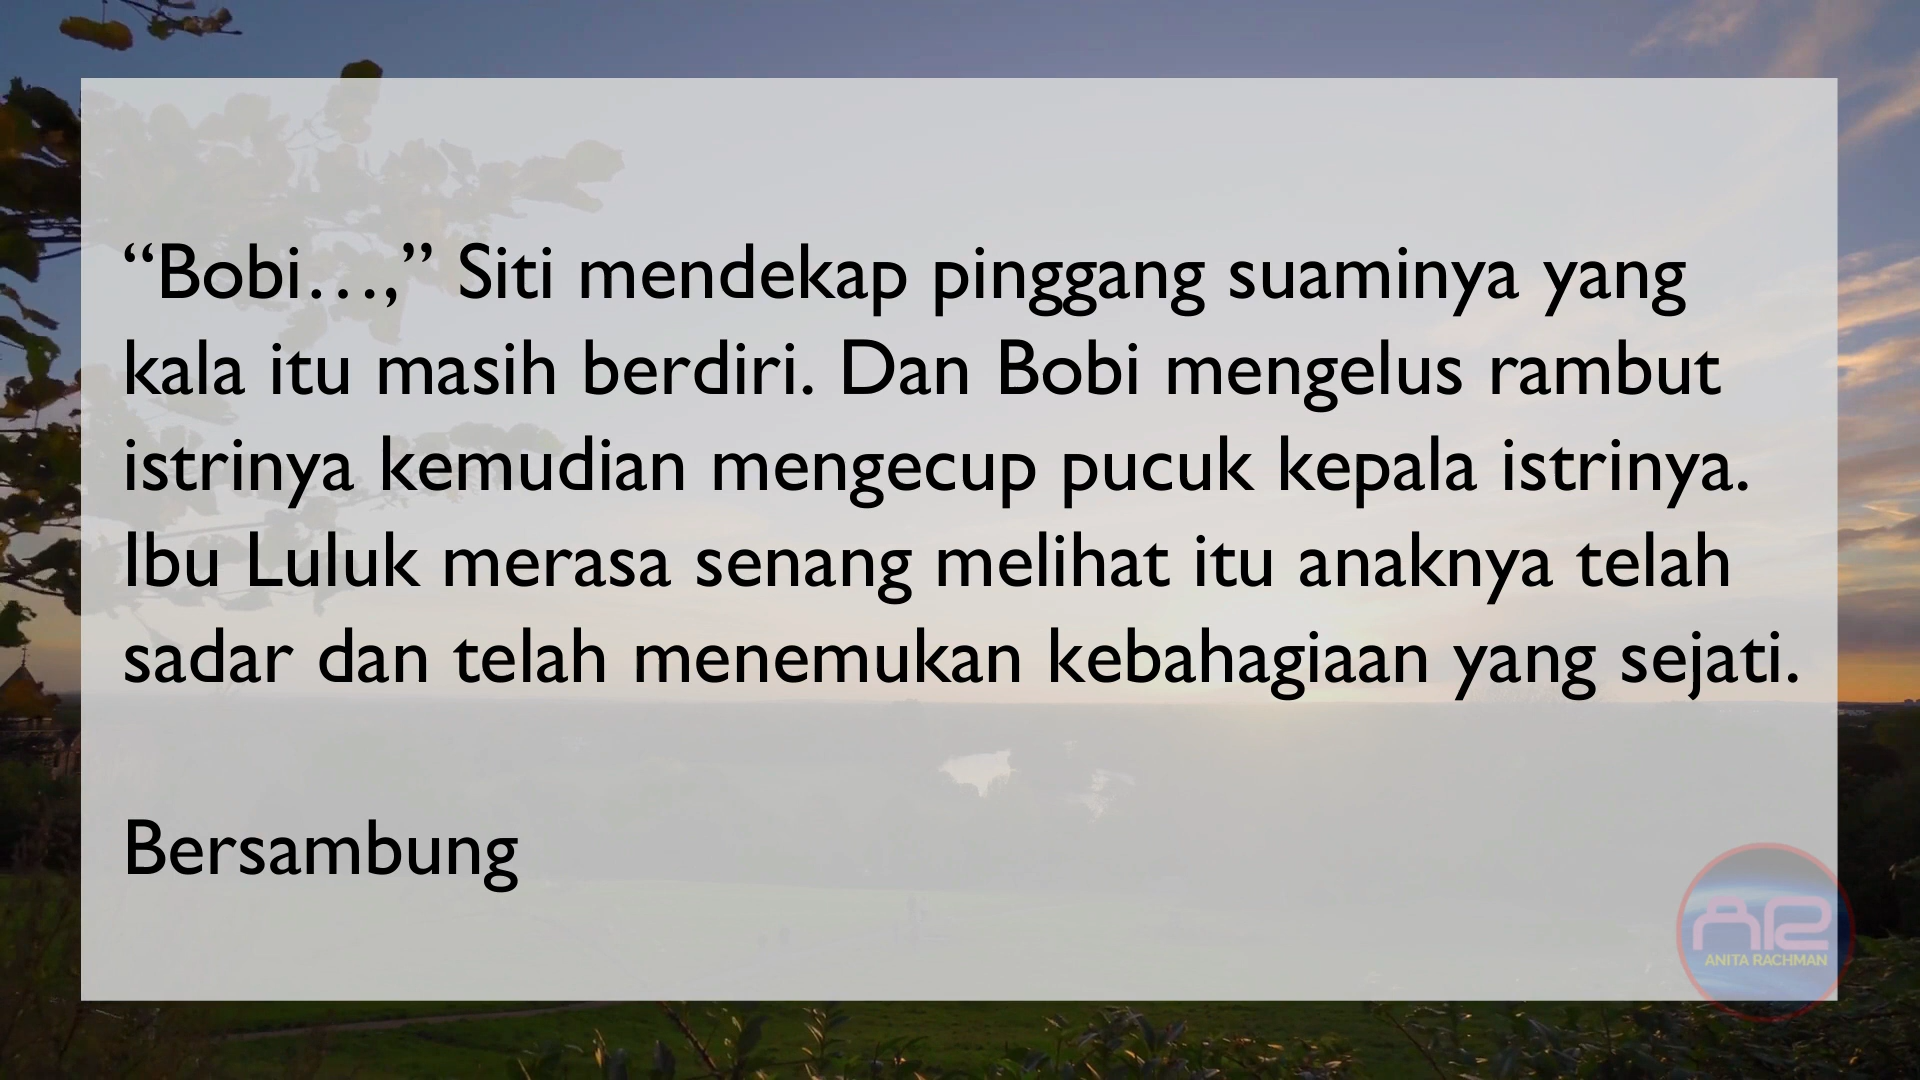 “Bobi…,” Siti mendekap pinggang suaminya yang
kala itu masih berdiri. Dan Bobi mengelus rambut
istrinya kemudian mengecup pucuk kepala istrinya.
Ibu Luluk merasa senang melihat itu anaknya telah
sadar dan telah menemukan kebahagiaan yang sejati.
Bersambung
AR
ANITA RACHMAN